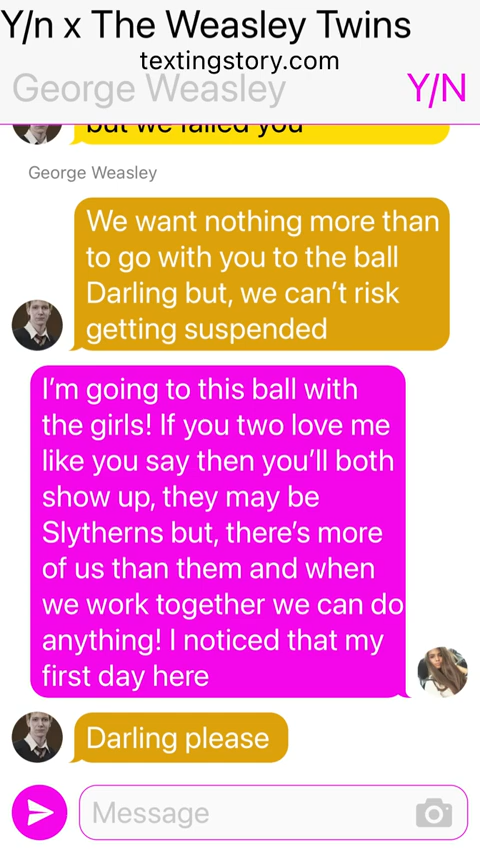 Y/n x The Weasley Twins
textingstory.com
George Weasley
Y/N
but we failed you
George Weasley
We want nothing more than
to go with you to the ball
Darling but, we can't risk
getting suspended
I'm going to this ball with
the girls! If you two love me
like you say then you'll both
show up, they may be
Slytherns but, there's more
of us than them and when
we work together we can do
anything! I noticed that my
first day here
Darling please
Message